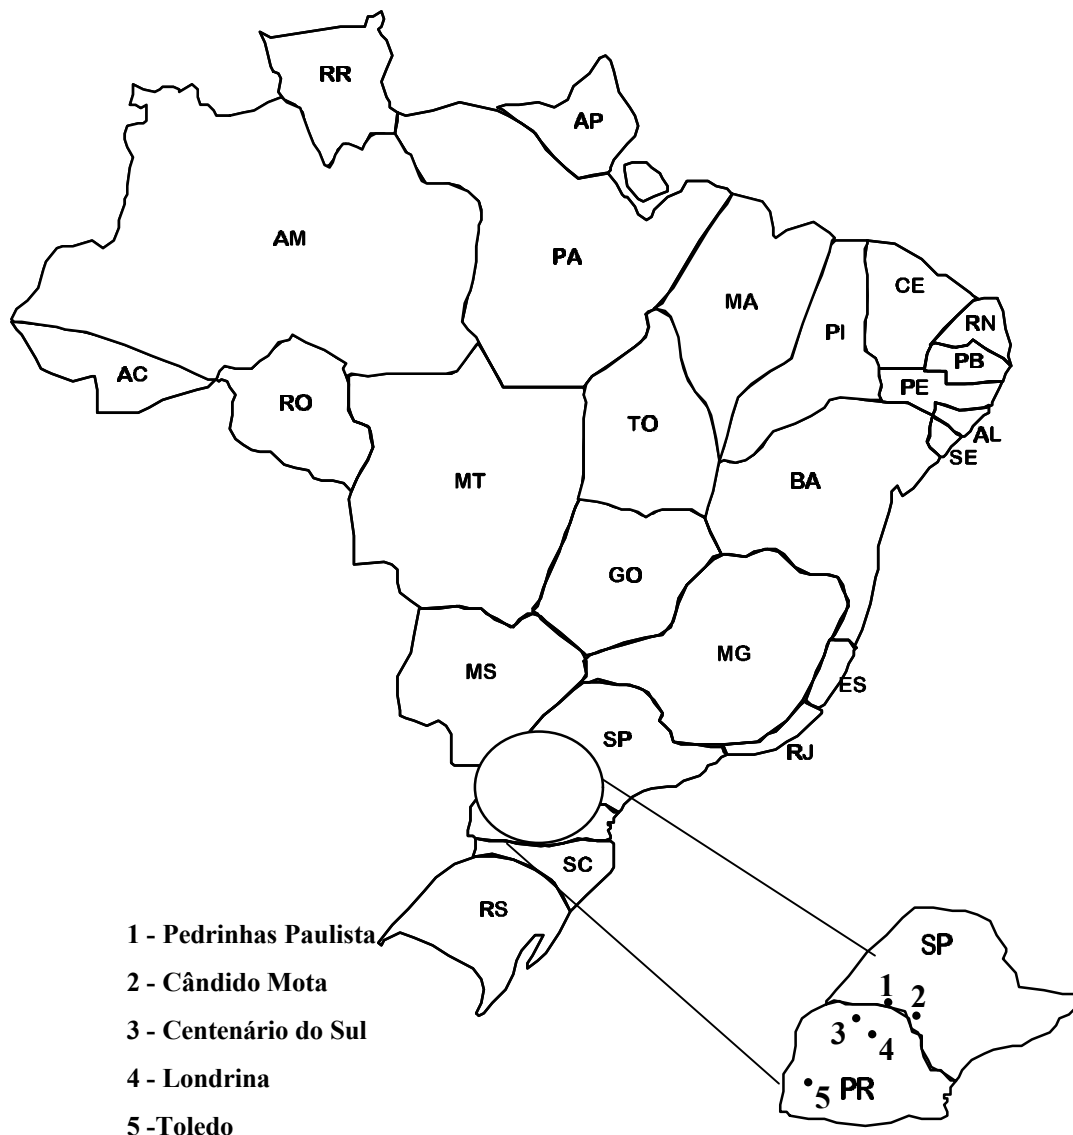 RR
AP
AM
PA
MA
CE
RN
PI
PB
AC
PE
RO
TO
AL
SE
MT
BA
GO
MG
MS
ES
SP
RJ
SC
RS
1 - Pedrinhas Paulista
2 - Cândido Mota
3 - Centenário do Sul
4 - Londrina
5 -Toledo
SP
1
2
3
4
5
PR